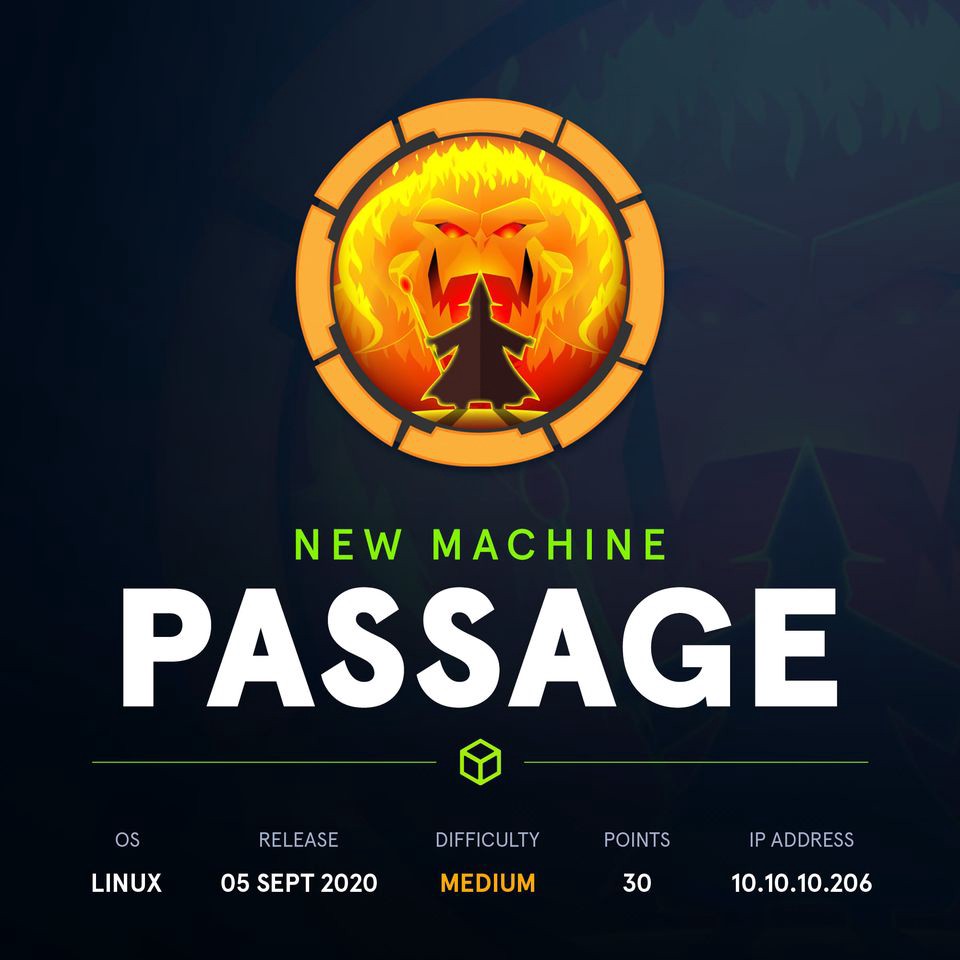 NEW MACHINE
PASSAGE
OS RELEASE DIFFICULTY POINTS IP ADDRESS
LINUX 05 SEPT 2020 MEDIUM 30 10.10.10.206